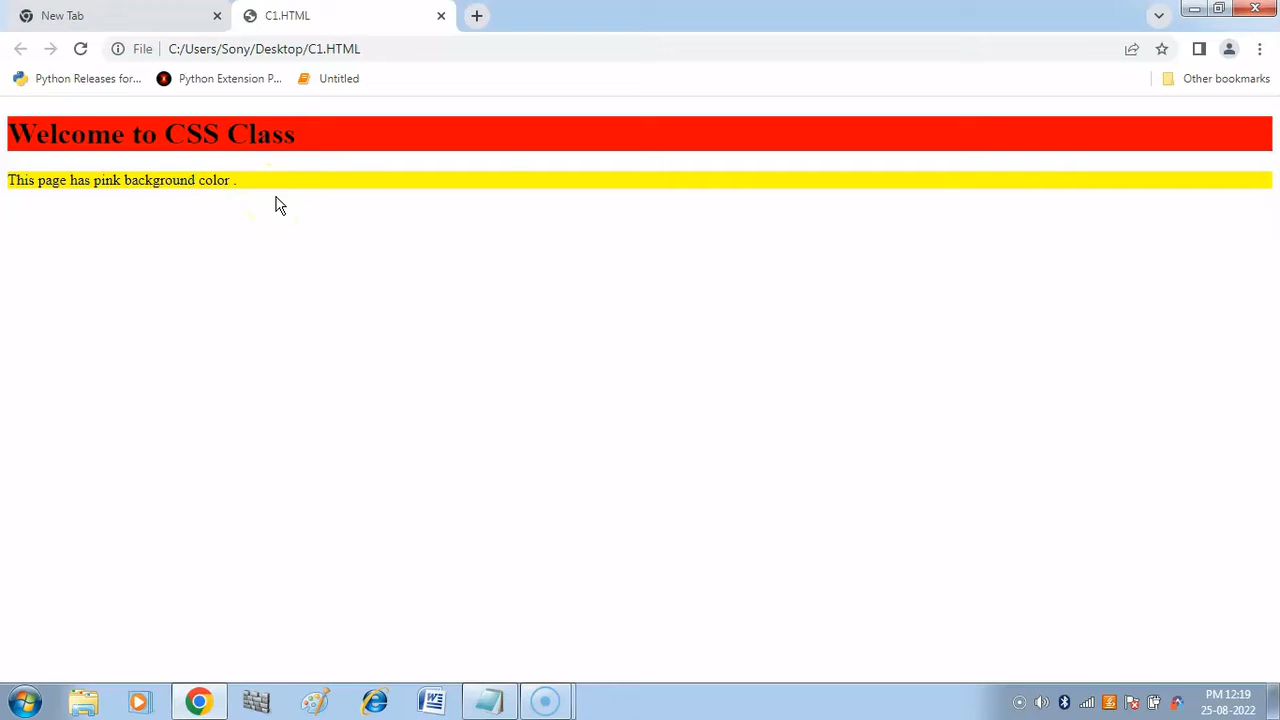 New Tab
C1.HTML
File
C:/Users/Sony/Desktop/C1.HTML
Python Releases for...
Python Extension P...
Untitled
Other bookmarks
Welcome to CSS Class
This page has pink background color .
PM 12:19
25-08-2022